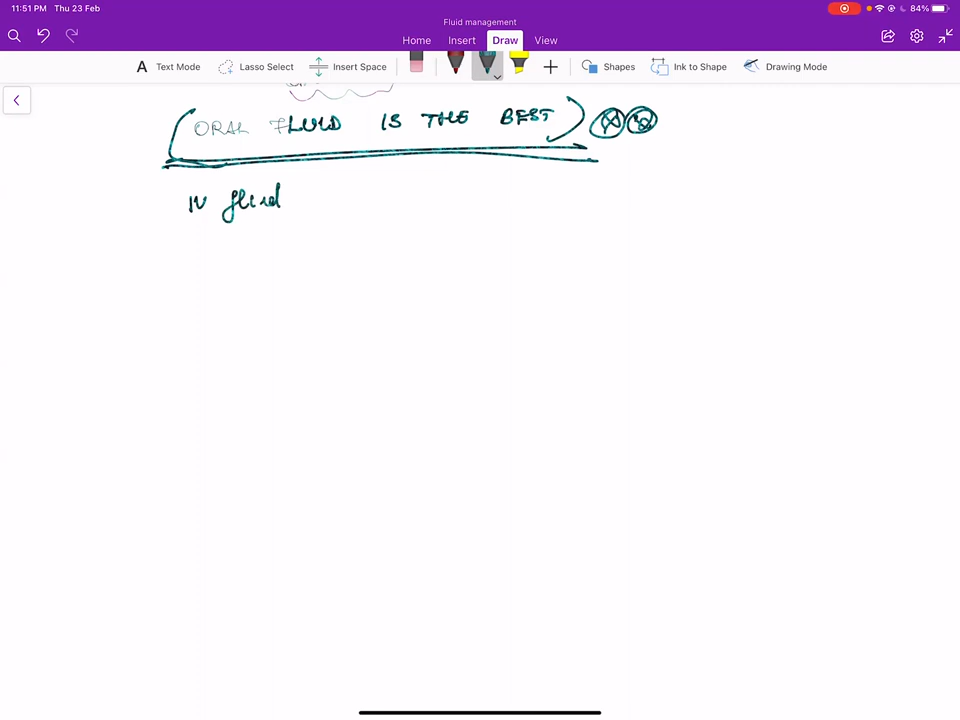 11:51 PM Thu 23 Feb 84%
Fluid management
Home Insert Draw View
Text Mode Lasso Select Insert Space Shapes Ink to Shape Drawing Mode
(ORAL FLUID IS THE BEST)
IV fluid